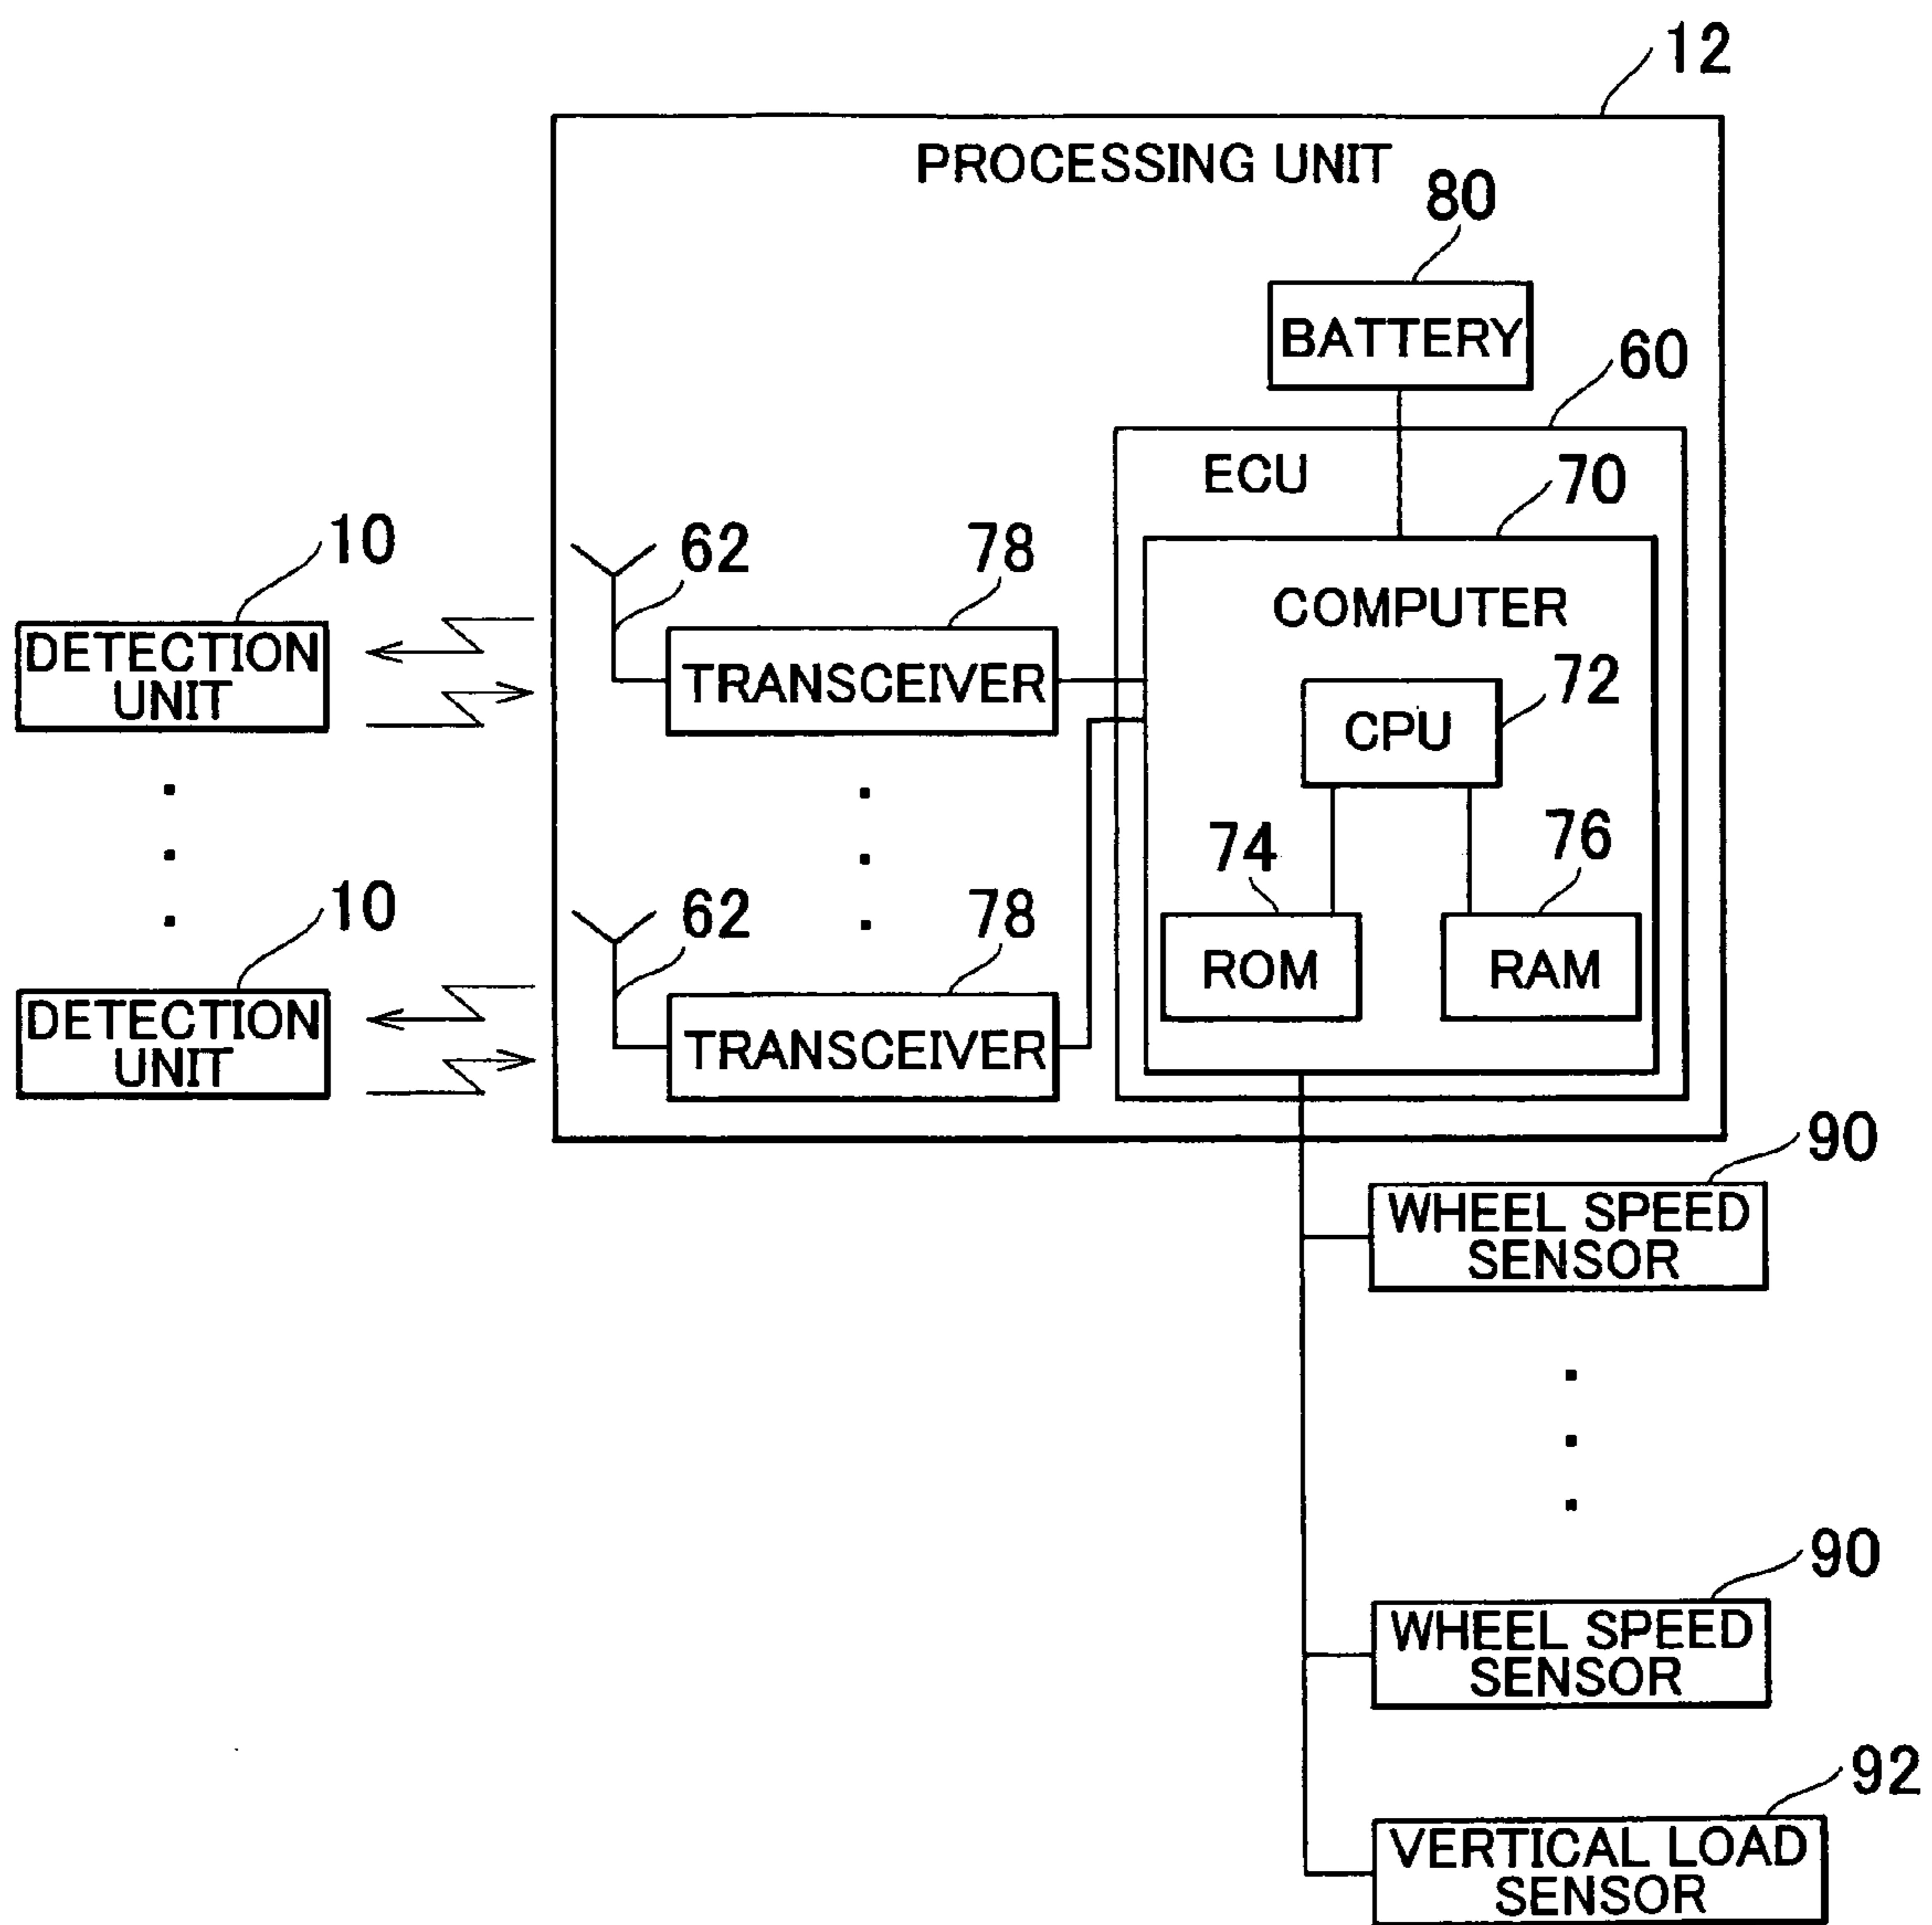 12
PROCESSING UNIT
80
BATTERY
60
ECU
70
10
62
78
COMPUTER
DETECTION
UNIT
TRANSCEIVER
72
CPU
74
76
10
62
78
ROM
RAM
DETECTION
UNIT
TRANSCEIVER
90
WHEEL SPEED
SENSOR
90
WHEEL SPEED
SENSOR
92
VERTICAL LOAD
SENSOR